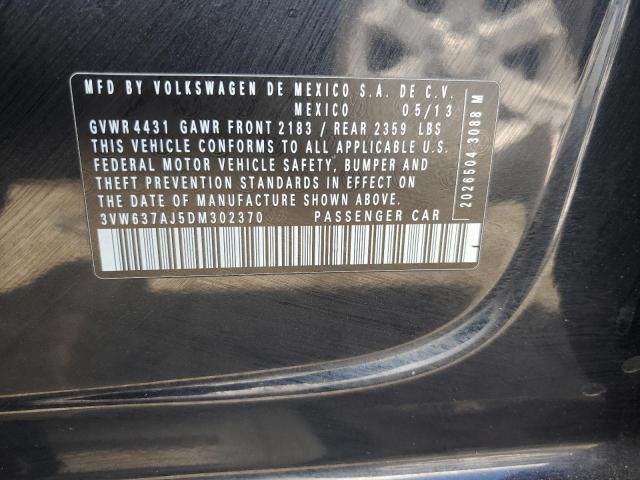 MFD BY VOLKSWAGEN DE MEXICO S.A. DE C.V.
MEXICO 05/13
GVWR 4431 GAWR FRONT 2183 / REAR 2359 LBS
THIS VEHICLE CONFORMS TO ALL APPLICABLE U.S.
FEDERAL MOTOR VEHICLE SAFETY, BUMPER AND
THEFT PREVENTION STANDARDS IN EFFECT ON
THE DATE OF MANUFACTURE SHOWN ABOVE.
3VW637AJ5DM302370 PASSENGER CAR
2026504 3088 M